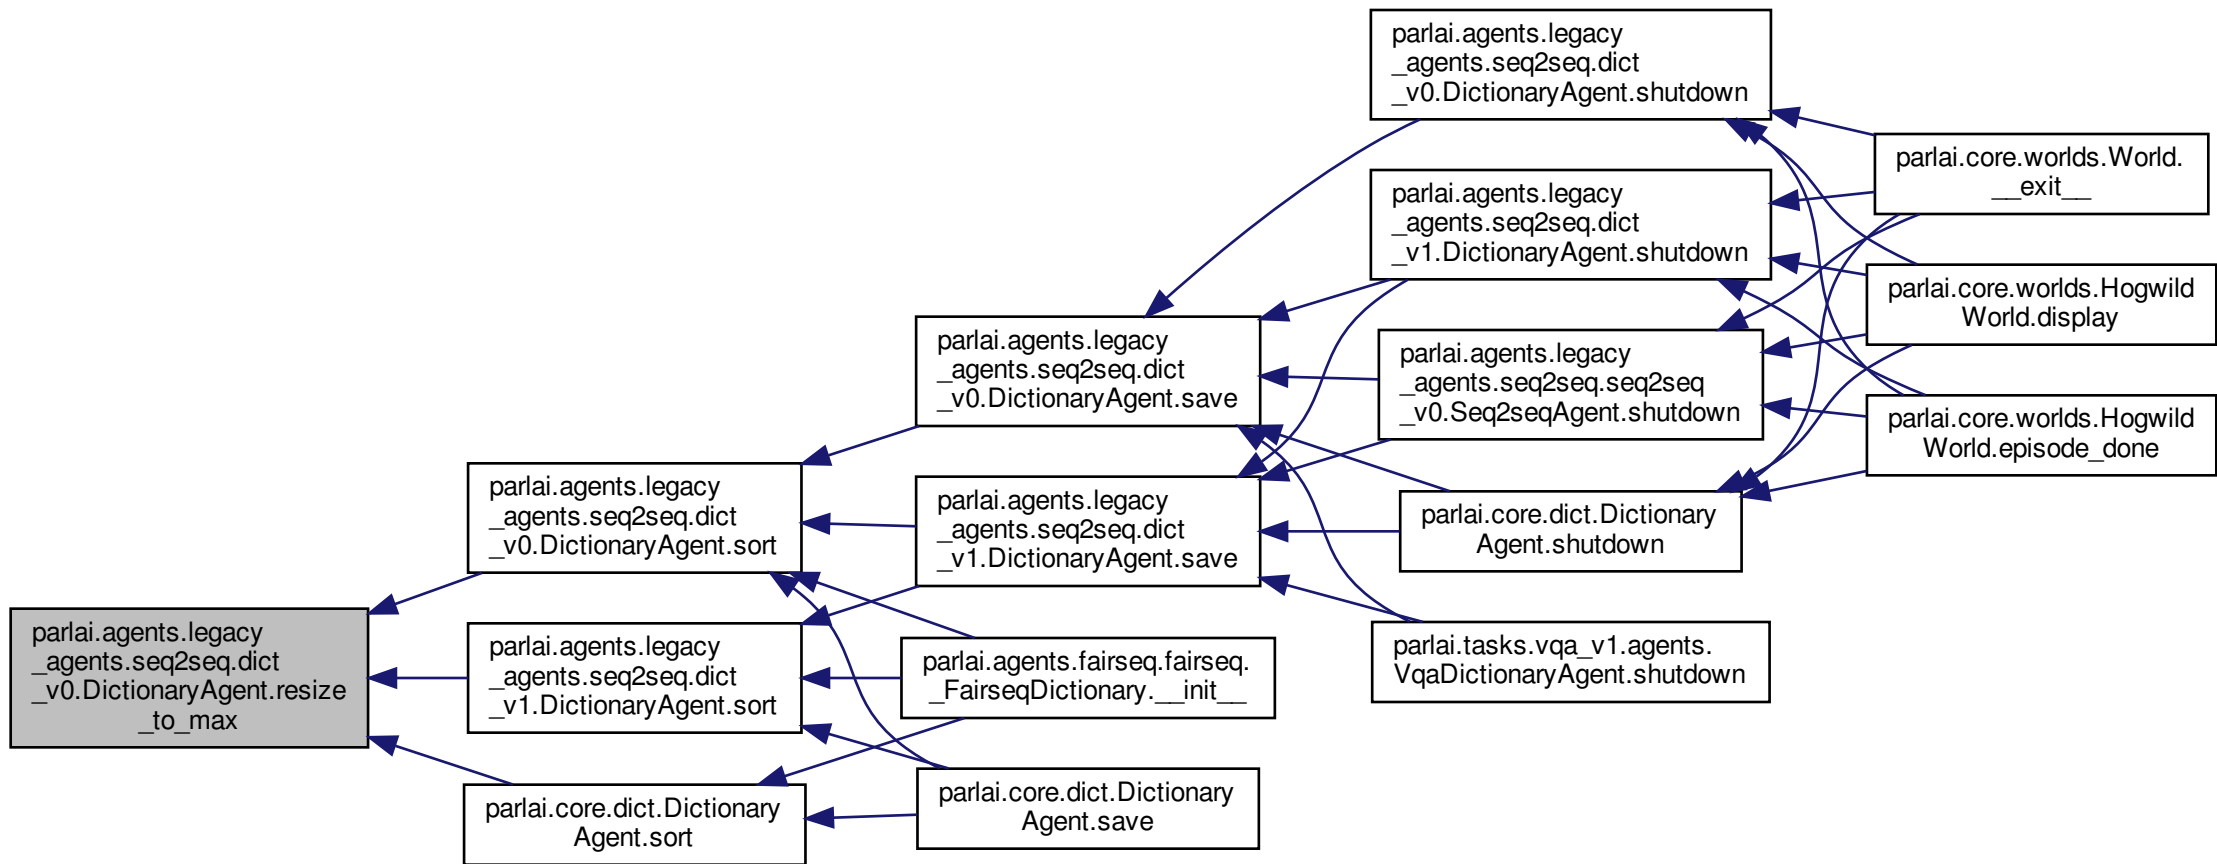 parlai.agents.legacy
_agents.seq2seq.dict
_v0.DictionaryAgent.resize
_to_max
parlai.agents.legacy
_agents.seq2seq.dict
_v0.DictionaryAgent.sort
parlai.agents.legacy
_agents.seq2seq.dict
_v1.DictionaryAgent.sort
parlai.core.dict.Dictionary
Agent.sort
parlai.agents.legacy
_agents.seq2seq.dict
_v0.DictionaryAgent.save
parlai.agents.legacy
_agents.seq2seq.dict
_v1.DictionaryAgent.save
parlai.agents.fairseq.fairseq.
_FairseqDictionary.__init__
parlai.core.dict.Dictionary
Agent.save
parlai.agents.legacy
_agents.seq2seq.dict
_v0.DictionaryAgent.shutdown
parlai.agents.legacy
_agents.seq2seq.dict
_v1.DictionaryAgent.shutdown
parlai.agents.legacy
_agents.seq2seq.seq2seq
_v0.Seq2seqAgent.shutdown
parlai.core.dict.Dictionary
Agent.shutdown
parlai.tasks.vqa_v1.agents.
VqaDictionaryAgent.shutdown
parlai.core.worlds.World.
__exit__
parlai.core.worlds.Hogwild
World.display
parlai.core.worlds.Hogwild
World.episode_done